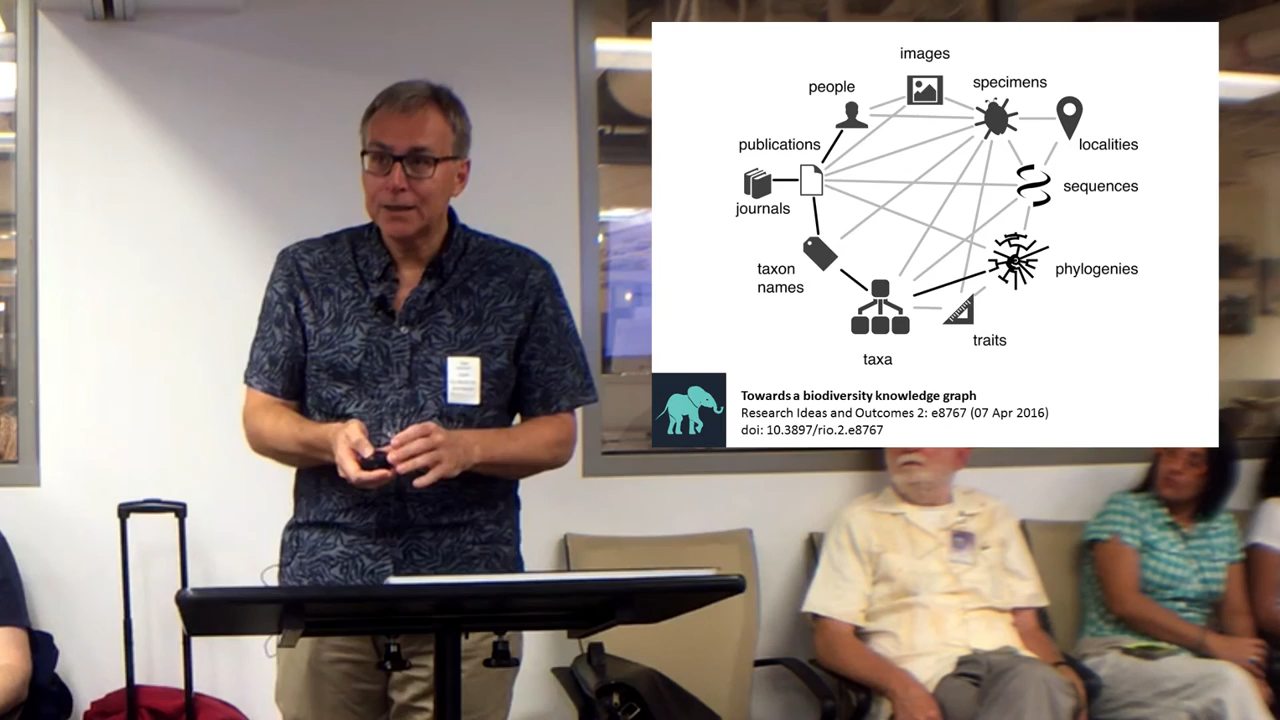 images
people
specimens
publications
localities
sequences
journals
taxon
names
phylogenies
traits
taxa
Towards a biodiversity knowledge graph
Research Ideas and Outcomes 2: e8767 (07 Apr 2016)
doi: 10.3897/rio.2.e8767